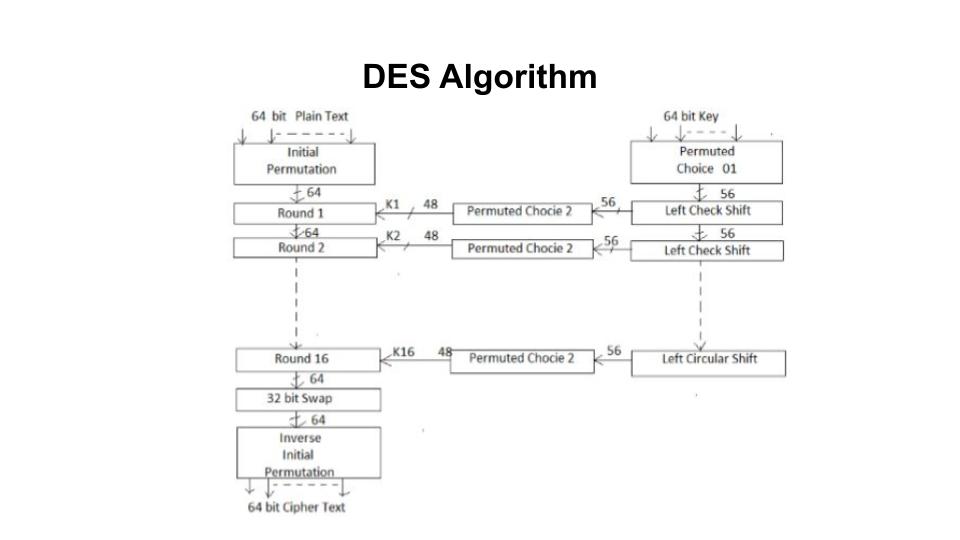 DES Algorithm
64 bit Plain Text
64 bit Key
Initial
Permutation
Permuted
Choice 01
64
56
Round 1
K1
48
Permuted Chocie 2
56
Left Check Shift
64
56
Round 2
K2
48
Permuted Chocie 2
56
Left Check Shift
Round 16
K16
48
Permuted Chocie 2
56
Left Circular Shift
64
32 bit Swap
64
Inverse
Initial
Permutation
64 bit Cipher Text